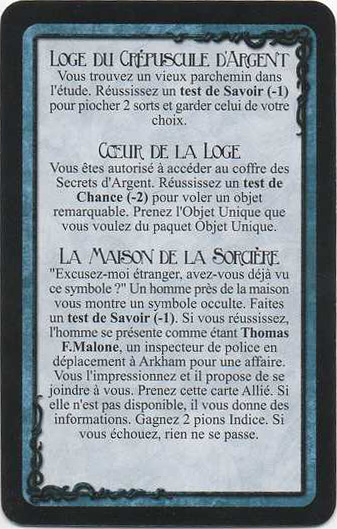 LOGE DU CRÉPUSCULE D'ARGENT
Vous trouvez un vieux parchemin dans
l'étude. Réussissez un test de Savoir (-1)
pour piocher 2 sorts et garder celui de votre
choix.
CŒUR DE LA LOGE
Vous êtes autorisé à accéder au coffre des
Secrets d'Argent. Réussissez un test de
Chance (-2) pour voler un objet
remarquable. Prenez l'Objet Unique que
vous voulez du paquet Objet Unique.
LA MAISON DE LA SORCIÈRE
"Excusez-moi étranger, avez-vous déjà vu
ce symbole ?" Un homme près de la maison
vous montre un symbole occulte. Faites
un test de Savoir (-1). Si vous réussissez,
l'homme se présente comme étant Thomas
F.Malone, un inspecteur de police en
déplacement à Arkham pour une affaire.
Vous l'impressionnez et il propose de se
joindre à vous. Prenez cette carte Allié. Si
elle n'est pas disponible, il vous donne des
informations. Gagnez 2 pions Indice. Si
vous échouez, rien ne se passe.